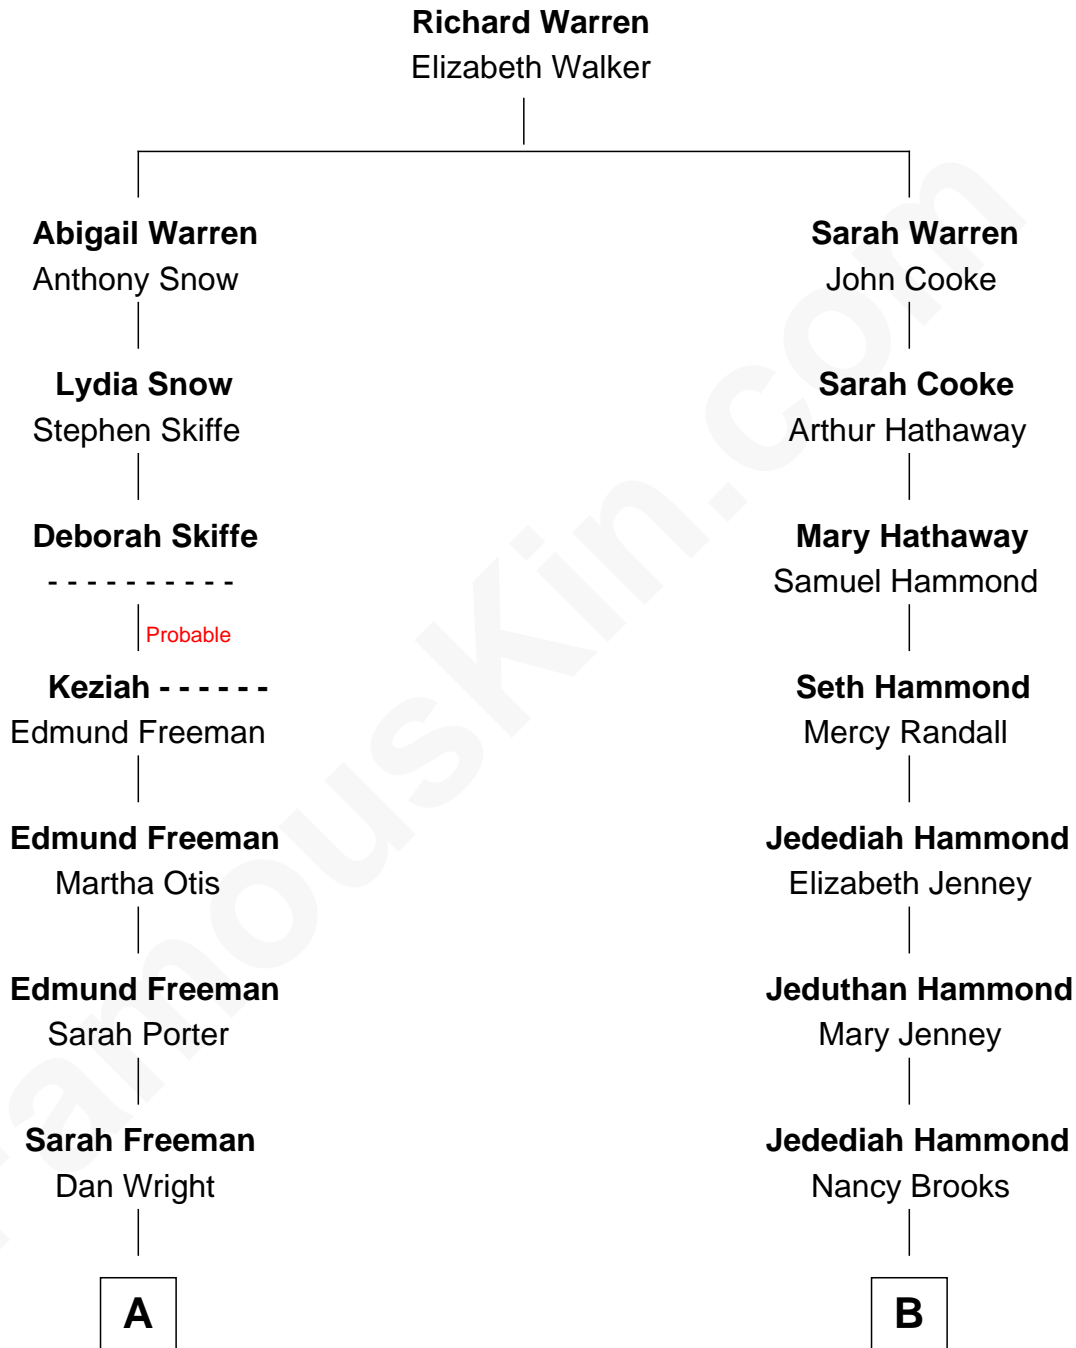 Richard Warren
Elizabeth Walker
Abigail Warren
Anthony Snow
Lydia Snow
Stephen Skiffe
Deborah Skiffe
- - - - - - - - - -
Probable
Keziah - - - - - -
Edmund Freeman
Edmund Freeman
Martha Otis
Edmund Freeman
Sarah Porter
Sarah Freeman
Dan Wright
A
Sarah Warren
John Cooke
Sarah Cooke
Arthur Hathaway
Mary Hathaway
Samuel Hammond
Seth Hammond
Mercy Randall
Jedediah Hammond
Elizabeth Jenney
Jeduthan Hammond
Mary Jenney
Jedediah Hammond
Nancy Brooks
B
FamousKin.com